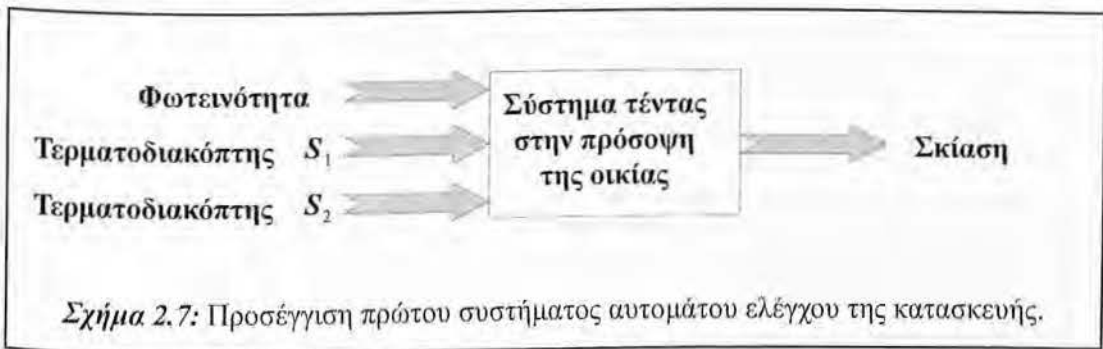 Φωτεινότητα
Τερματοδιακόπτης S₁
Τερματοδιακόπτης S₂
Σύστημα τέντας
στην πρόσοψη
της οικίας
Σκίαση
Σχήμα 2.7: Προσέγγιση πρώτου συστήματος αυτομάτου ελέγχου της κατασκευής.